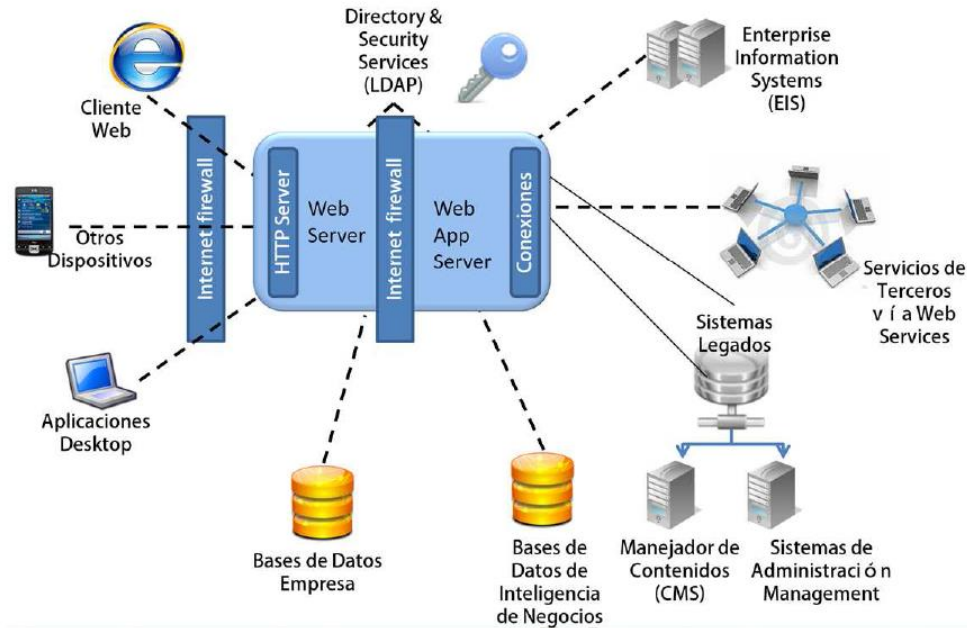 Directory &
Security
Services
(LDAP)
Enterprise
Information
Systems
(EIS)
Cliente
Web
Internet firewall
HTTP Server
Web
Server
Internet firewall
Web
App
Server
Conexiones
Otros
Dispositivos
Servicios de
Terceros
v í a Web
Services
Sistemas
Legados
Aplicaciones
Desktop
Bases de Datos
Empresa
Bases de
Datos de
Inteligencia
de Negocios
Manejador de
Contenidos
(CMS)
Sistemas de
Administraci ó n
Management